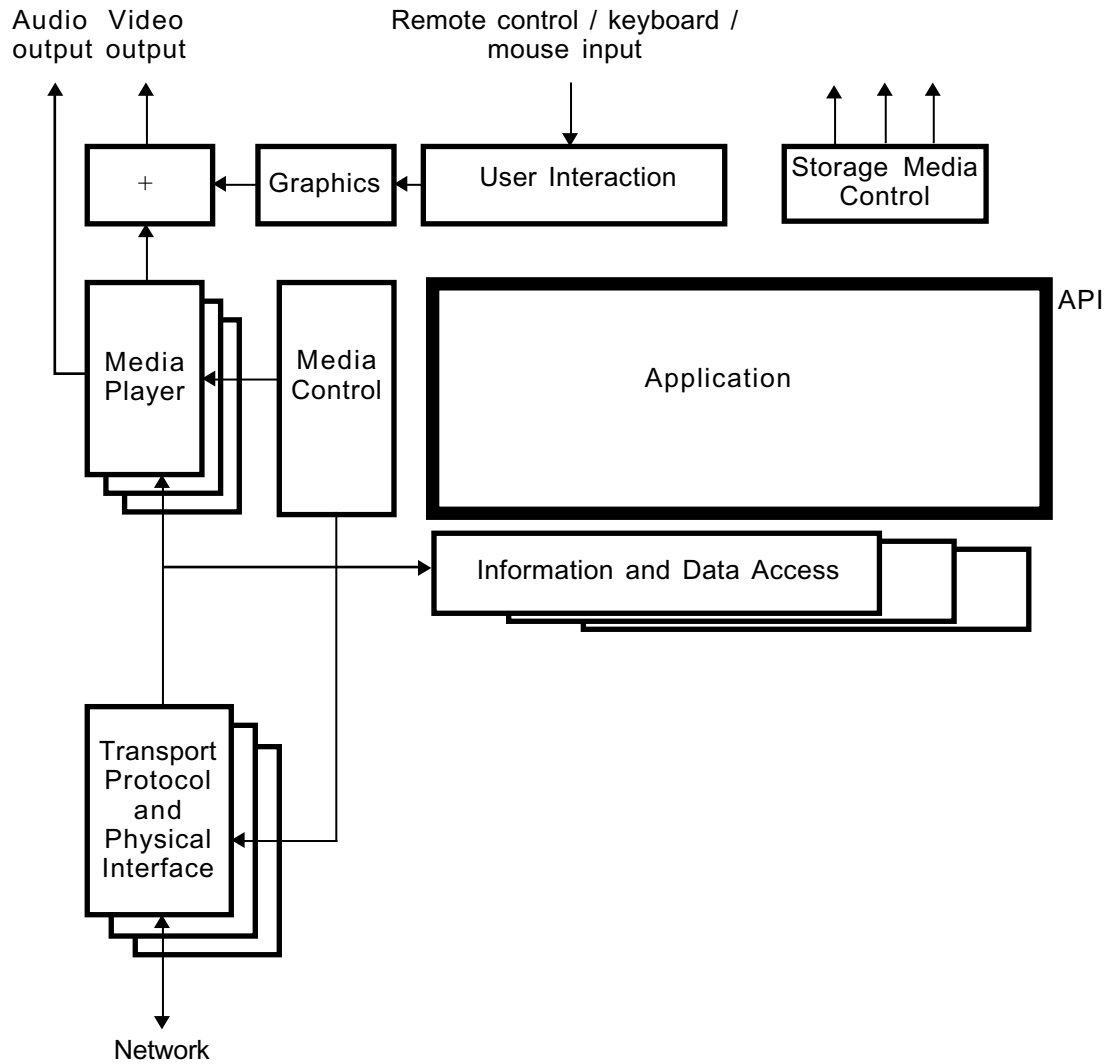 Audio Video
output output
Remote control / keyboard /
mouse input
+
Graphics
User Interaction
Storage Media
Control
API
Media
Player
Media
Control
Application
Information and Data Access
Transport
Protocol
and
Physical
Interface
Network